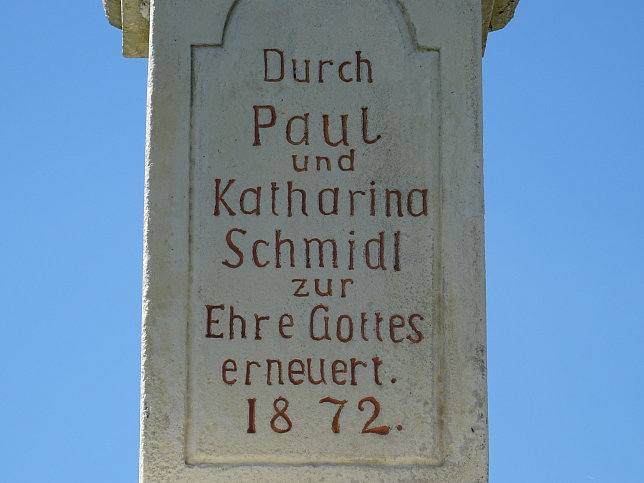 Durch
Paul
und
Katharina
Schmidl
zur
Ehre Gottes
erneuert.
1872.